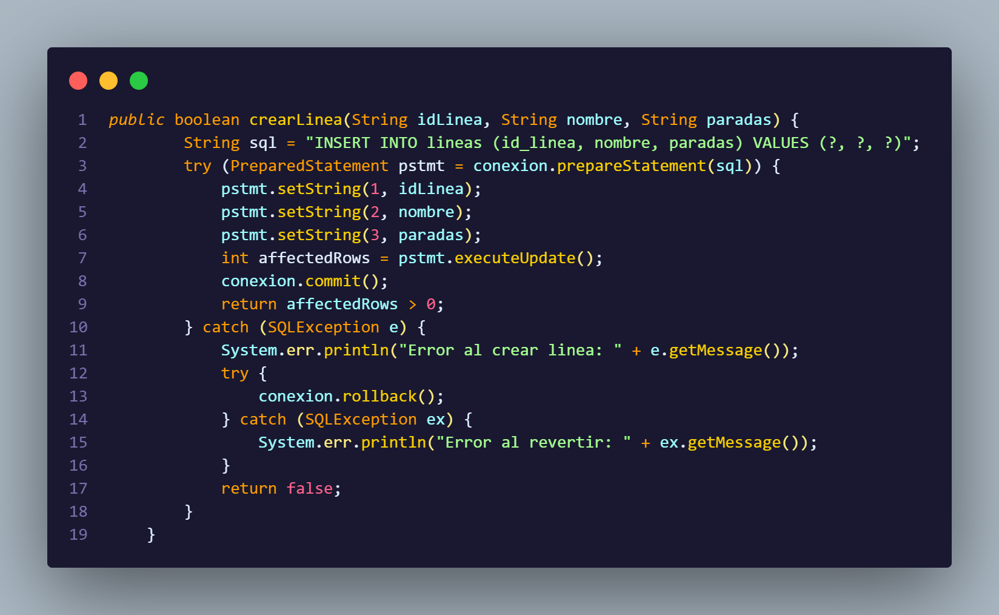 1 public boolean crearLinea(String idLinea, String nombre, String paradas) {
2         String sql = "INSERT INTO lineas (id_linea, nombre, paradas) VALUES (?, ?, ?)";
3         try (PreparedStatement pstmt = conexion.prepareStatement(sql)) {
4             pstmt.setString(1, idLinea);
5             pstmt.setString(2, nombre);
6             pstmt.setString(3, paradas);
7             int affectedRows = pstmt.executeUpdate();
8             conexion.commit();
9             return affectedRows > 0;
10         } catch (SQLException e) {
11             System.err.println("Error al crear linea: " + e.getMessage());
12             try {
13                 conexion.rollback();
14             } catch (SQLException ex) {
15                 System.err.println("Error al revertir: " + ex.getMessage());
16             }
17             return false;
18         }
19     }